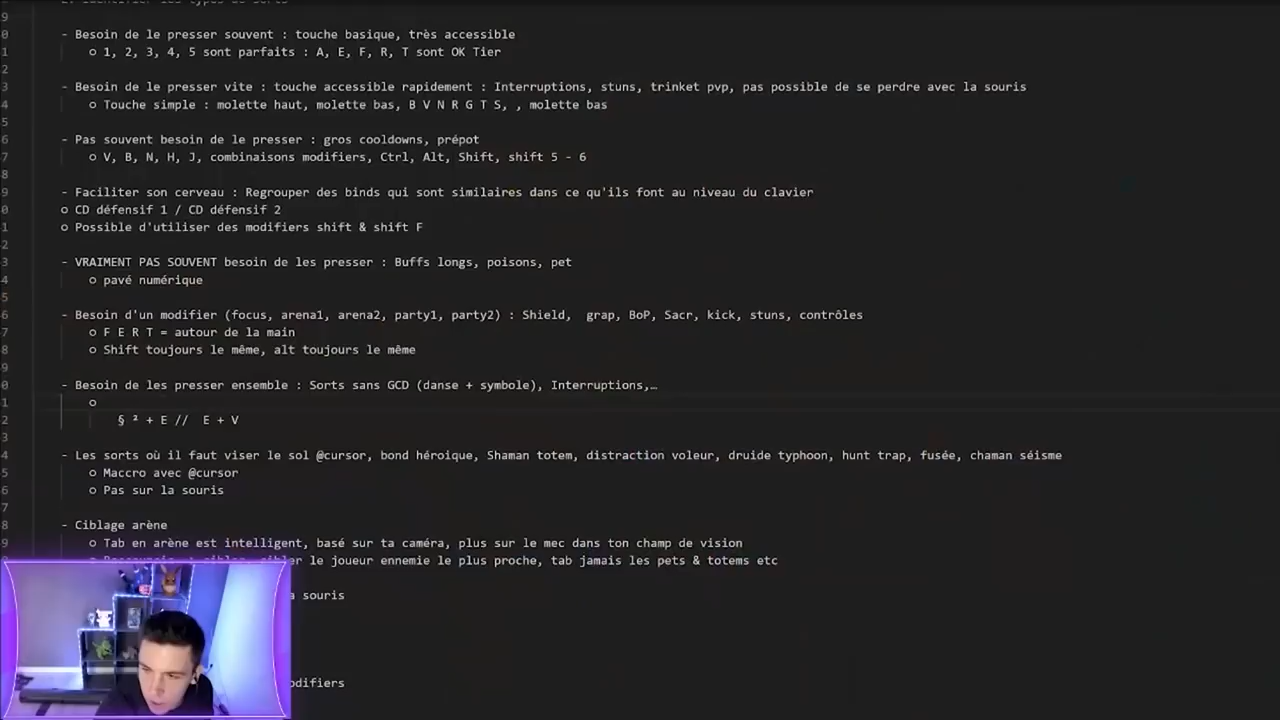 - Besoin de le presser souvent : touche basique, très accessible
o 1, 2, 3, 4, 5 sont parfaits : A, E, F, R, T sont OK Tier
- Besoin de le presser vite : touche accessible rapidement : Interruptions, stuns, trinket pvp, pas possible de se perdre avec la souris
o Touche simple : molette haut, molette bas, B V N R G T S, , molette bas
- Pas souvent besoin de le presser : gros cooldowns, prépot
o V, B, N, H, J, combinaisons modifiers, Ctrl, Alt, Shift, shift 5 - 6
- Faciliter son cerveau : Regrouper des binds qui sont similaires dans ce qu'ils font au niveau du clavier
o CD défensif 1 / CD défensif 2
o Possible d'utiliser des modifiers shift & shift F
- VRAIMENT PAS SOUVENT besoin de les presser : Buffs longs, poisons, pet
o pavé numérique
- Besoin d'un modifier (focus, arena1, arena2, party1, party2) : Shield,  grap, BoP, Sacr, kick, stuns, contrôles
o F E R T = autour de la main
o Shift toujours le même, alt toujours le même
- Besoin de les presser ensemble : Sorts sans GCD (danse + symbole), Interruptions,…
o
§ ² + E //  E + V
- Les sorts où il faut viser le sol @cursor, bond héroique, Shaman totem, distraction voleur, druide typhoon, hunt trap, fusée, chaman séisme
o Maccro avec @cursor
o Pas sur la souris
- Ciblage arène
o Tab en arène est intelligent, basé sur ta caméra, plus sur le mec dans ton champ de vision
le joueur ennemie le plus proche, tab jamais les pets & totems etc
a souris
odifiers